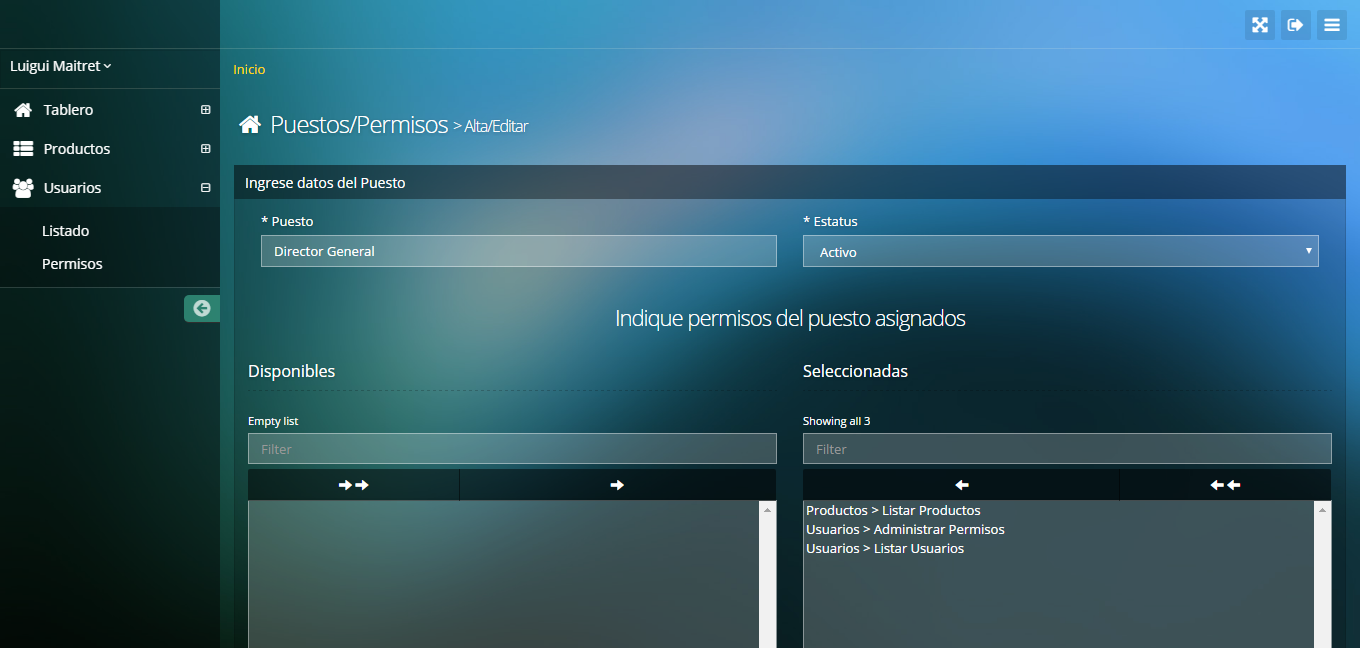 Luigui Maitret
Inicio
Tablero
Productos
Usuarios
Listado
Permisos
Puestos/Permisos > Alta/Editar
Ingrese datos del Puesto
* Puesto
Director General
* Estatus
Activo
Indique permisos del puesto asignados
Disponibles
Empty list
Filter
Seleccionadas
Showing all 3
Filter
Productos > Listar Productos
Usuarios > Administrar Permisos
Usuarios > Listar Usuarios